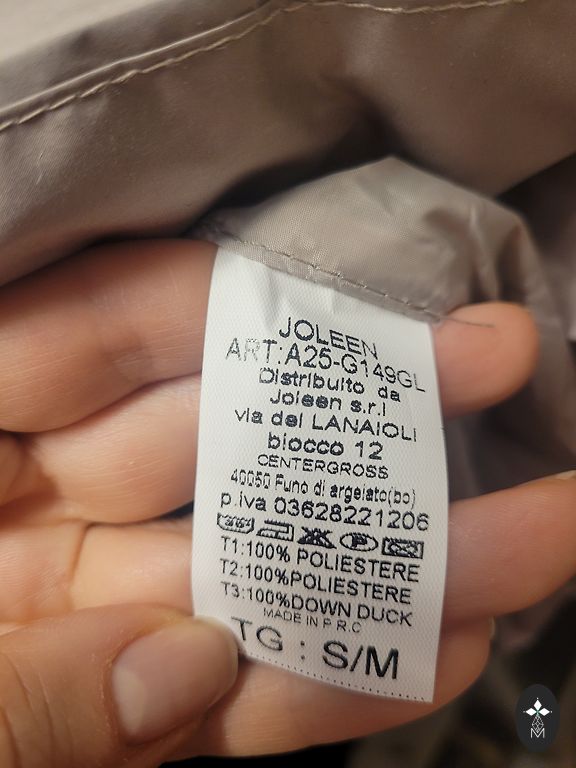 JOLEEN
ART:A25-G149GL
Distribuito da
Joleen s.r.l
via dei LANAIOLI
blocco 12
CENTERGROSS
40050 Funo di argelato(bo)
p.iva 03628221206
T1:100% POLIESTERE
T2:100%POLIESTERE
T3:100%DOWN DUCK
MADE IN P R.C
TG : S/M